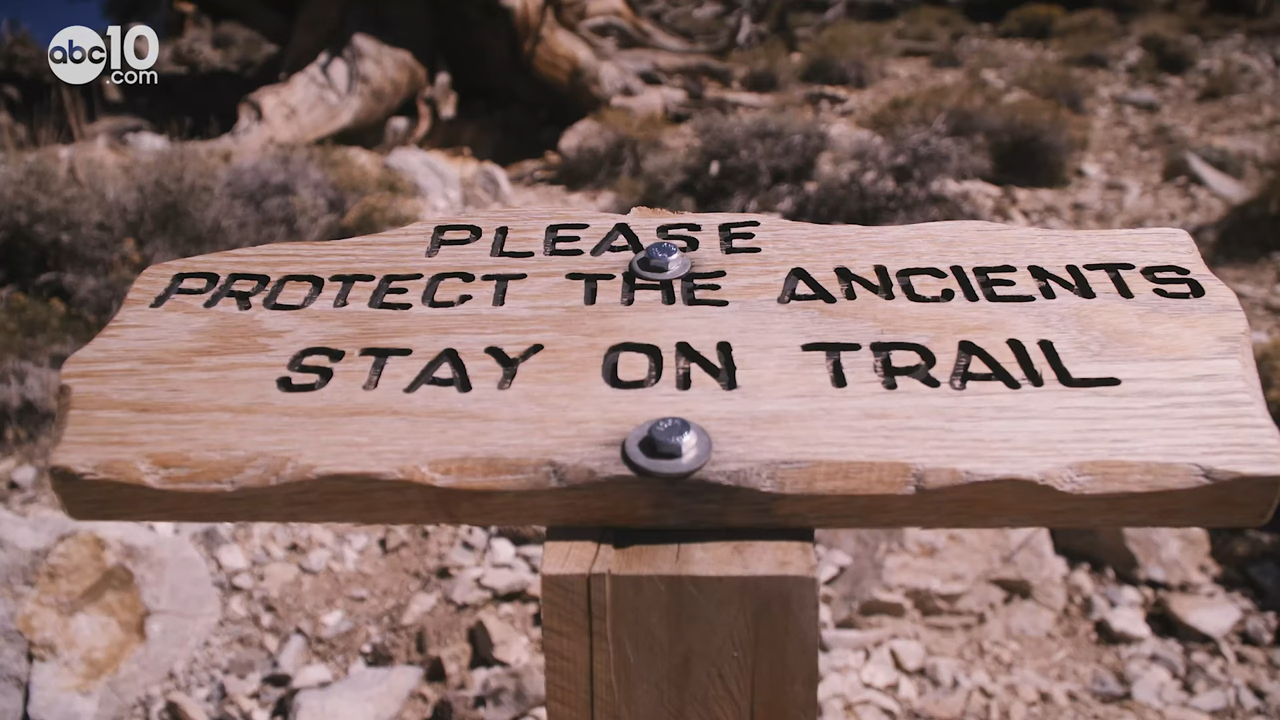 abc10
.com
PLEASE
PROTECT THE ANCIENTS
STAY ON TRAIL